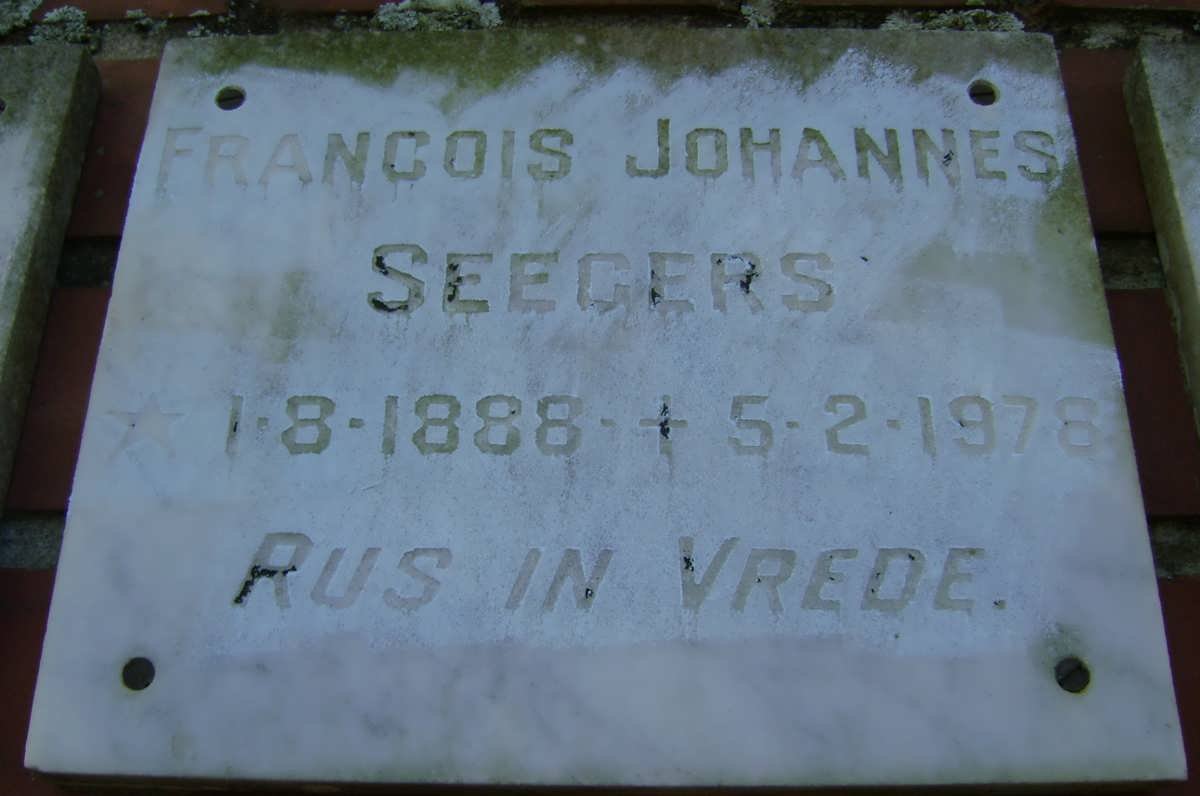 FRANCOIS JOHANNES
SEEGERS
★ 1·8·1888· † 5·2·1978
RUS IN VREDE.